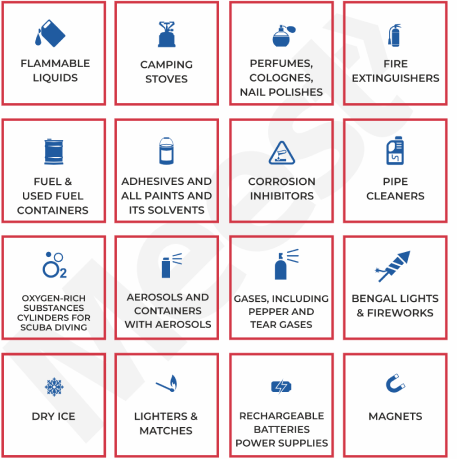 FLAMMABLE
LIQUIDS
CAMPING
STOVES
PERFUMES,
COLOGNES,
NAIL POLISHES
FIRE
EXTINGUISHERS
FUEL &
USED FUEL
CONTAINERS
ADHESIVES AND
ALL PAINTS AND
ITS SOLVENTS
CORROSION
INHIBITORS
PIPE
CLEANERS
O2
OXYGEN-RICH
SUBSTANCES
CYLINDERS FOR
SCUBA DIVING
AEROSOLS AND
CONTAINERS
WITH AEROSOLS
GASES, INCLUDING
PEPPER AND
TEAR GASES
BENGAL LIGHTS
& FIREWORKS
DRY ICE
LIGHTERS &
MATCHES
RECHARGEABLE
BATTERIES
POWER SUPPLIES
MAGNETS
Meest